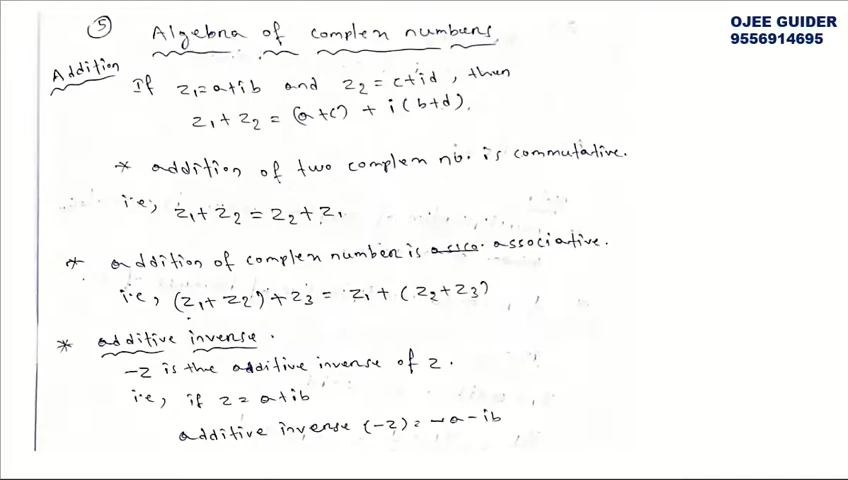 OJEE GUIDER
9556914695
⑤ Algebra of complex numbers
Addition
If z₁=a+ib and z₂=c+id, then
z₁+z₂=(a+c)+i(b+d).
* addition of two complex no. is commutative.
i.e, z₁+z₂=z₂+z₁
* addition of complex number is associative.
i.e, (z₁+z₂)+z₃=z₁+(z₂+z₃)
* additive inverse.
-z is the additive inverse of z.
i.e, if z=a+ib
additive inverse (-z)=-a-ib